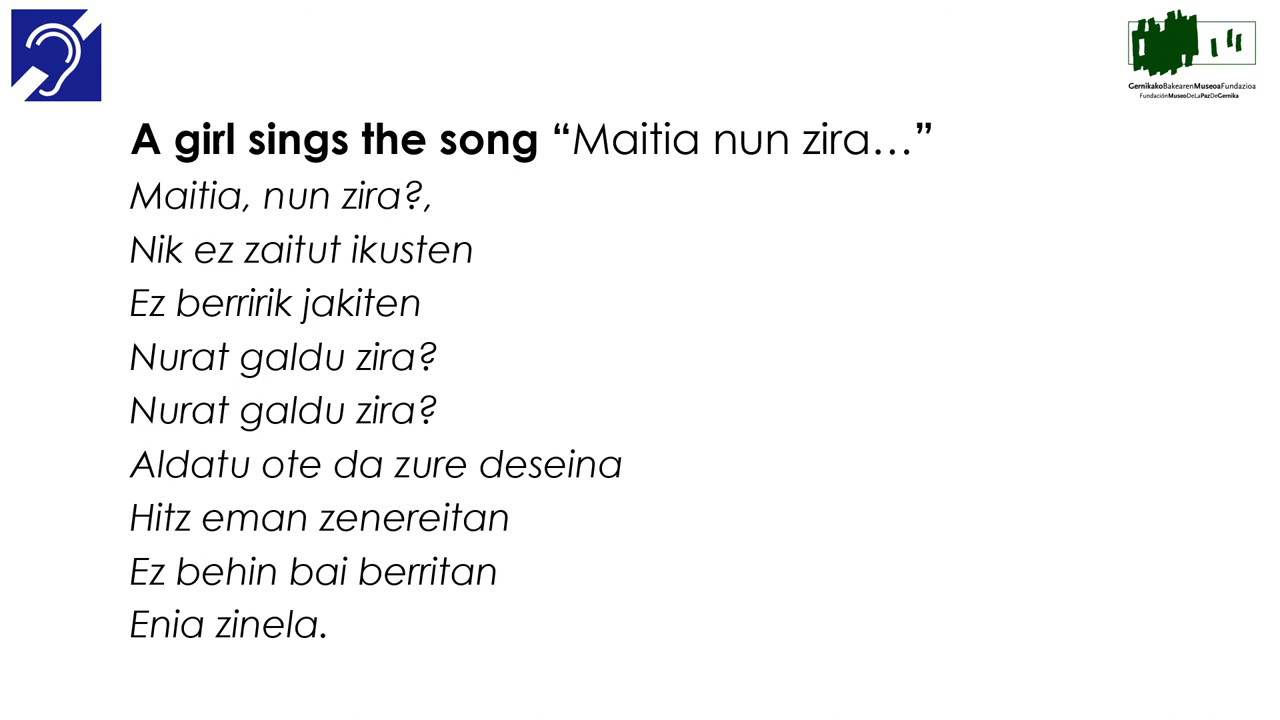 GernikakoBakearenMuseoaFundazioa
FundaciónMuseoDeLaPazDeGernika
A girl sings the song “Maitia nun zira…”
Maitia, nun zira?,
Nik ez zaitut ikusten
Ez berririk jakiten
Nurat galdu zira?
Nurat galdu zira?
Aldatu ote da zure deseina
Hitz eman zenereitan
Ez behin bai berritan
Enia zinela.